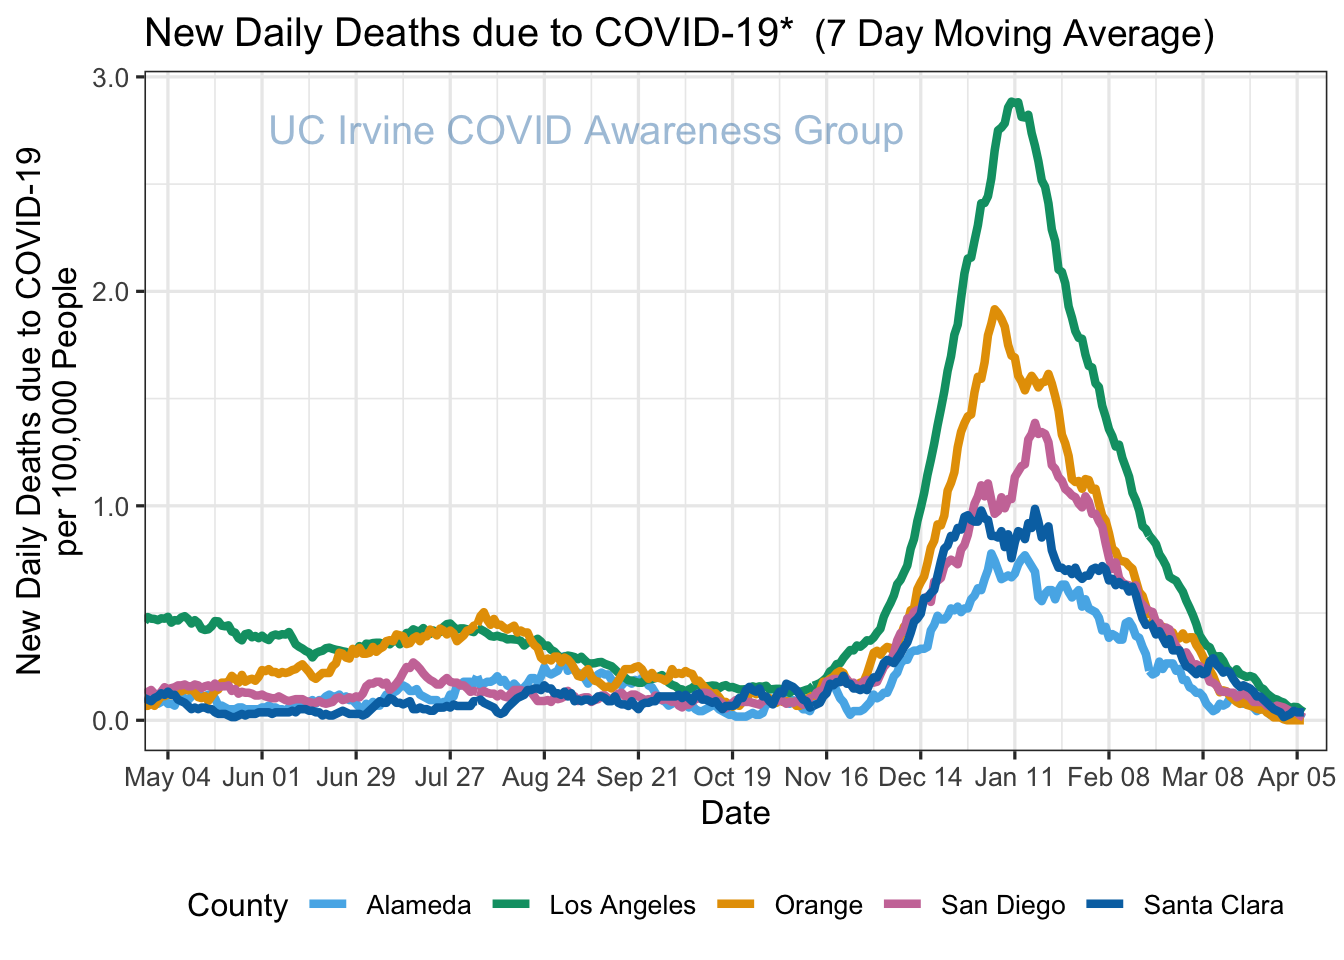 New Daily Deaths due to COVID-19* (7 Day Moving Average)
UC Irvine COVID Awareness Group
New Daily Deaths due to COVID-19
per 100,000 People
3.0
2.0
1.0
0.0
May 04 Jun 01 Jun 29 Jul 27 Aug 24 Sep 21 Oct 19 Nov 16 Dec 14 Jan 11 Feb 08 Mar 08 Apr 05
Date
County Alameda Los Angeles Orange San Diego Santa Clara